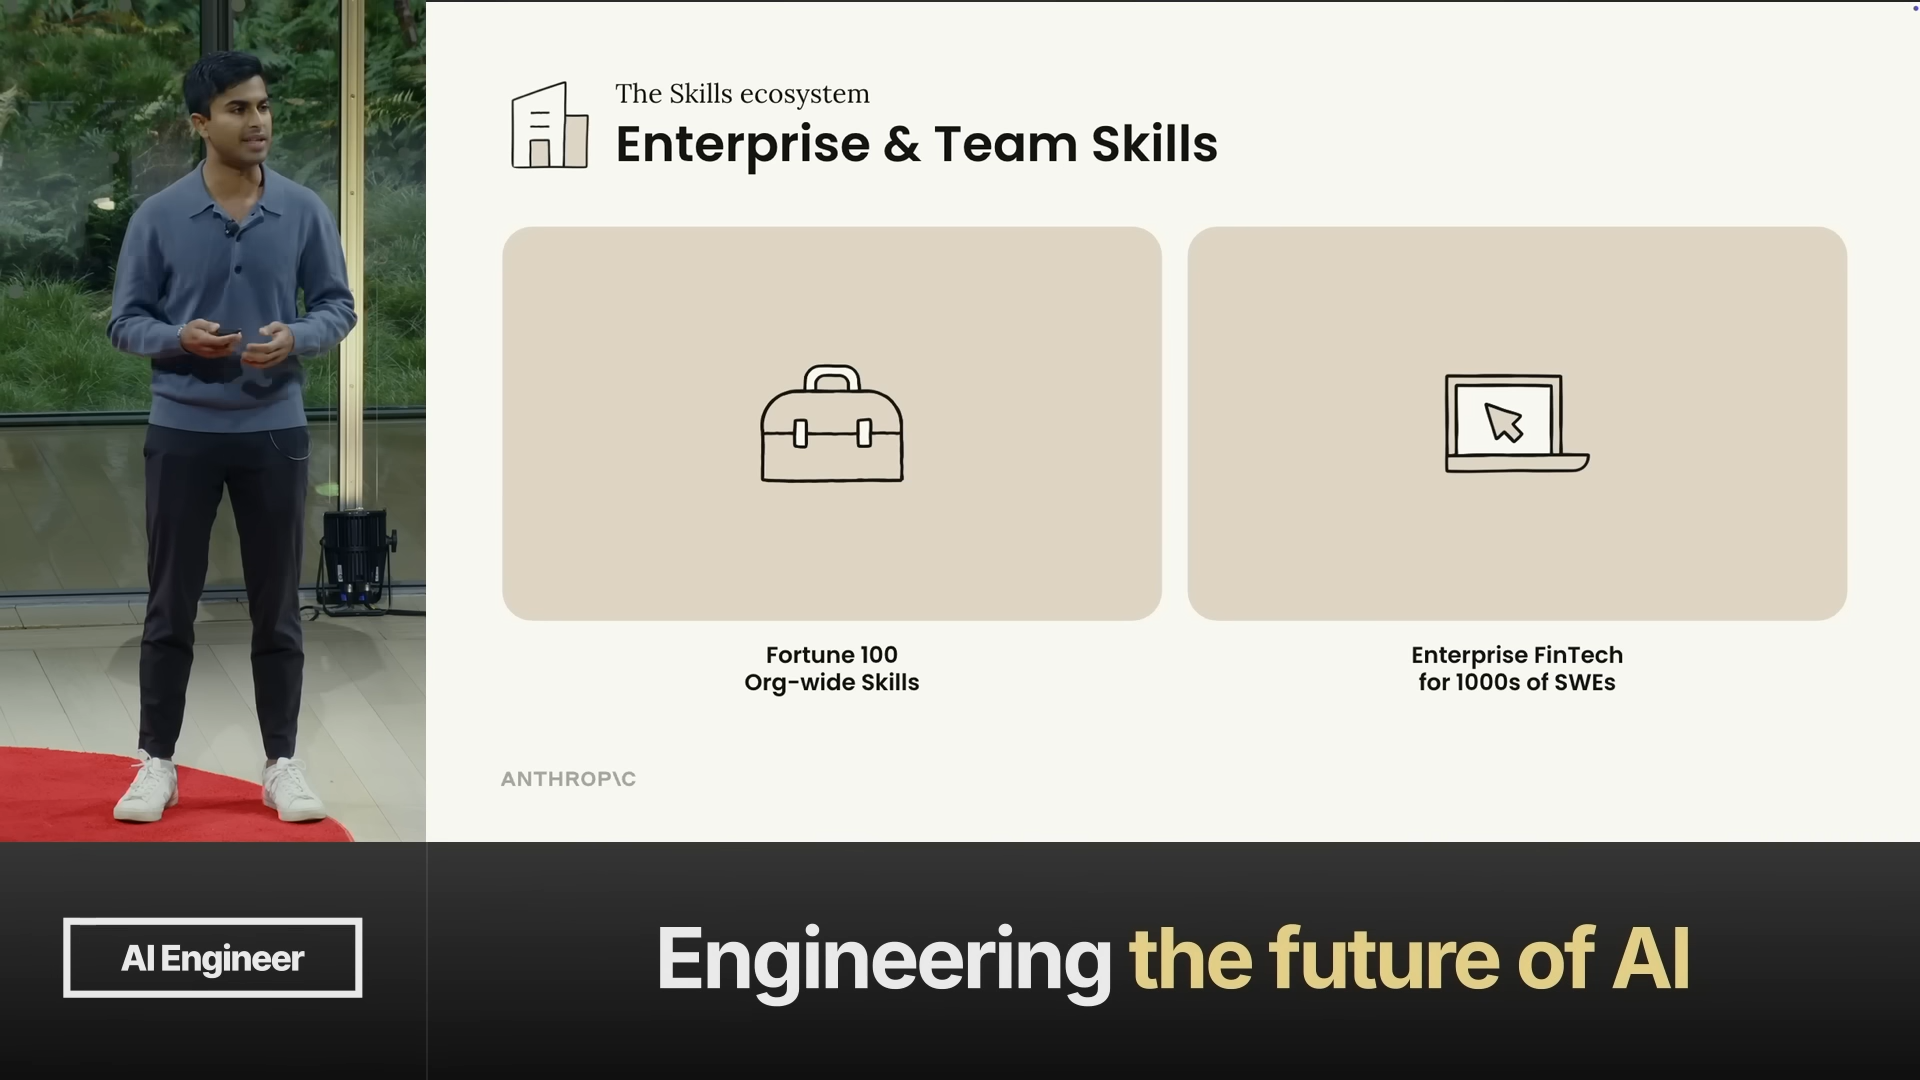 The Skills ecosystem
Enterprise & Team Skills
Fortune 100
Org-wide Skills
Enterprise FinTech
for 1000s of SWEs
ANTHROP\C
AI Engineer
Engineering the future of AI